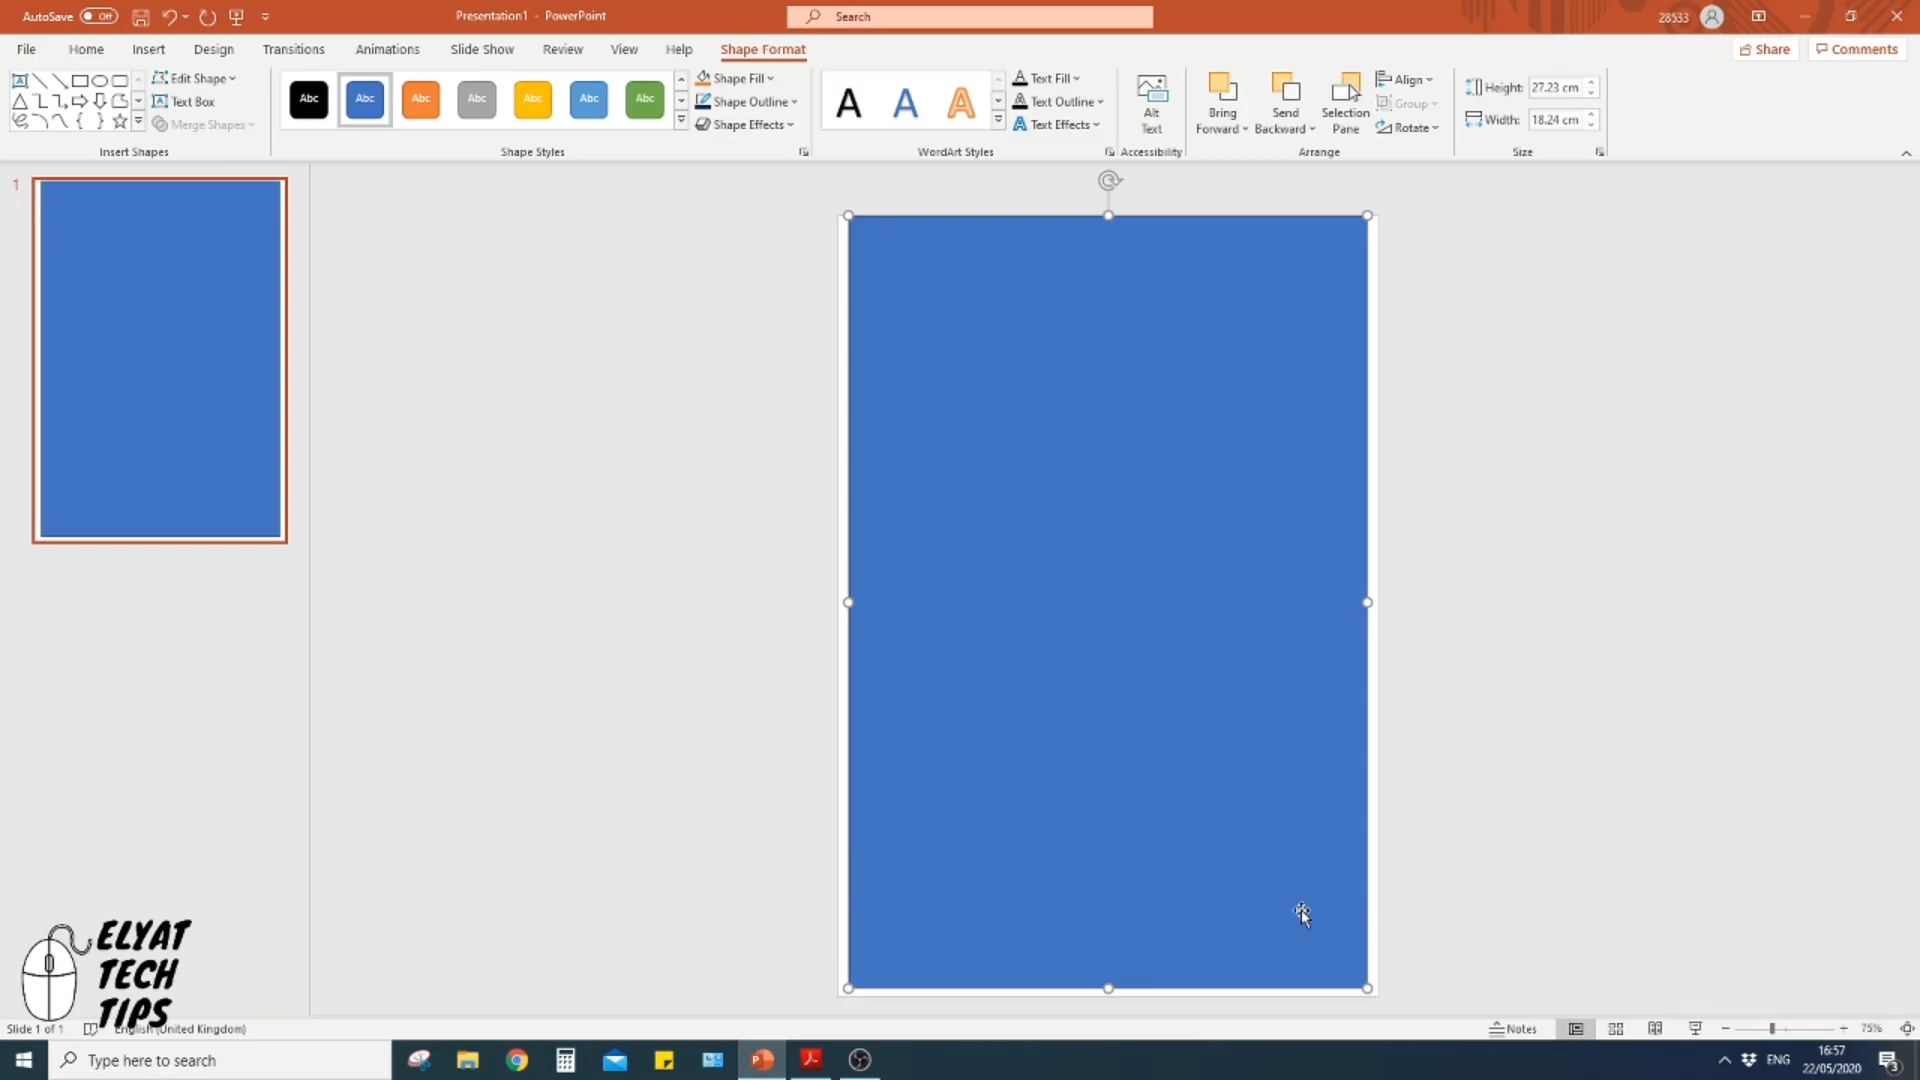 AutoSave Off
Presentation1 - PowerPoint
Search
28533
File Home Insert Design Transitions Animations Slide Show Review View Help Shape Format
Share Comments
Edit Shape
Text Box
Merge Shapes
Insert Shapes
Abc Abc Abc Abc Abc Abc Abc
Shape Fill
Shape Outline
Shape Effects
Shape Styles
A A A
Text Fill
Text Outline
Text Effects
WordArt Styles
Alt
Text
Accessibility
Bring
Forward
Send
Backward
Selection
Pane
Align
Group
Rotate
Arrange
Height: 27.23 cm
Width: 18.24 cm
Size
1
ELYAT
TECH
TIPS
Slide 1 of 1 English (United Kingdom)
Notes 75%
Type here to search
ENG
16:57
22/05/2020
3